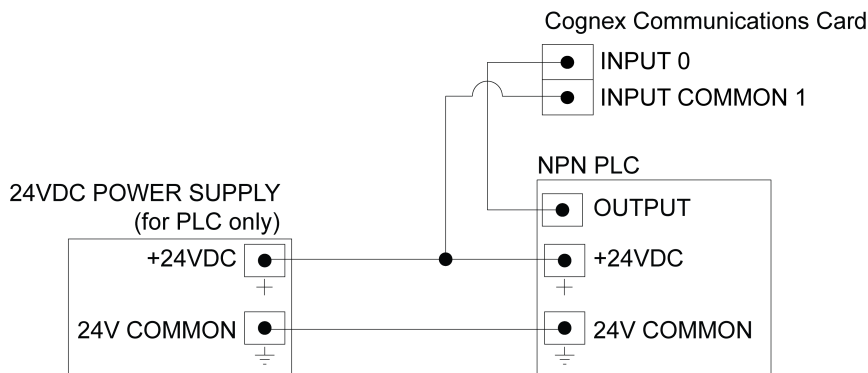 Cognex Communications Card
INPUT 0
INPUT COMMON 1
NPN PLC
24VDC POWER SUPPLY
(for PLC only)
OUTPUT
+24VDC
+24VDC
+
+
24V COMMON
24V COMMON